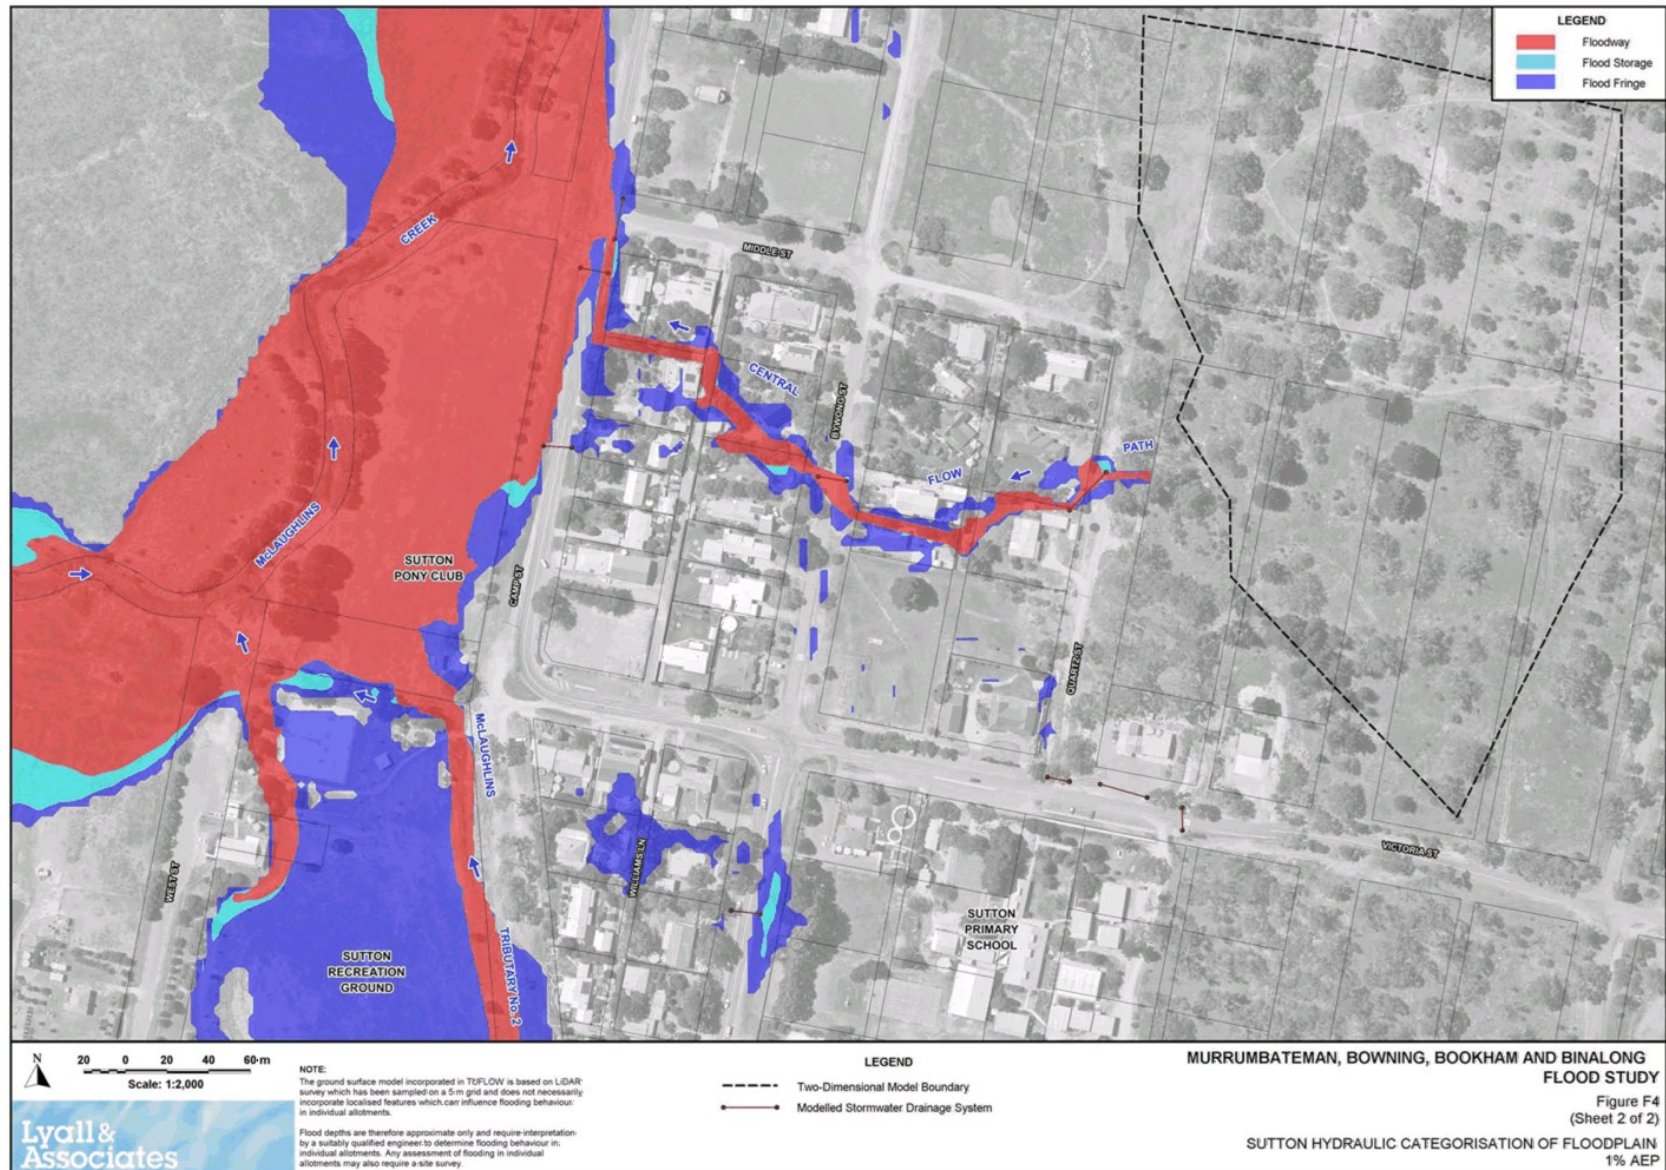 LEGEND
Floodway
Flood Storage
Flood Fringe
CREEK
MIDDLE ST
CENTRAL
BYWONG ST
PATH
FLOW
McLAUGHLINS
SUTTON
PONY CLUB
CAMP ST
QUARTZ ST
McLAUGHLINS
VICTORIA ST
WEST ST
WILLIAMS LN
SUTTON
PRIMARY
SCHOOL
SUTTON
RECREATION
GROUND
TRIBUTARY No. 2
N
20 0 20 40 60 m
Scale: 1:2,000
NOTE:
The ground surface model incorporated in TUFLOW is based on LiDAR
survey which has been sampled on a 5 m grid and does not necessarily
incorporate localised features which can influence flooding behaviour
in individual allotments.
Flood depths are therefore approximate only and require interpretation
by a suitably qualified engineer to determine flooding behaviour in
individual allotments. Any assessment of flooding in individual
allotments may also require a site survey.
LEGEND
Two-Dimensional Model Boundary
Modelled Stormwater Drainage System
MURRUMBATEMAN, BOWNING, BOOKHAM AND BINALONG
FLOOD STUDY
Figure F4
(Sheet 2 of 2)
SUTTON HYDRAULIC CATEGORISATION OF FLOODPLAIN
1% AEP
Lyall &
Associates